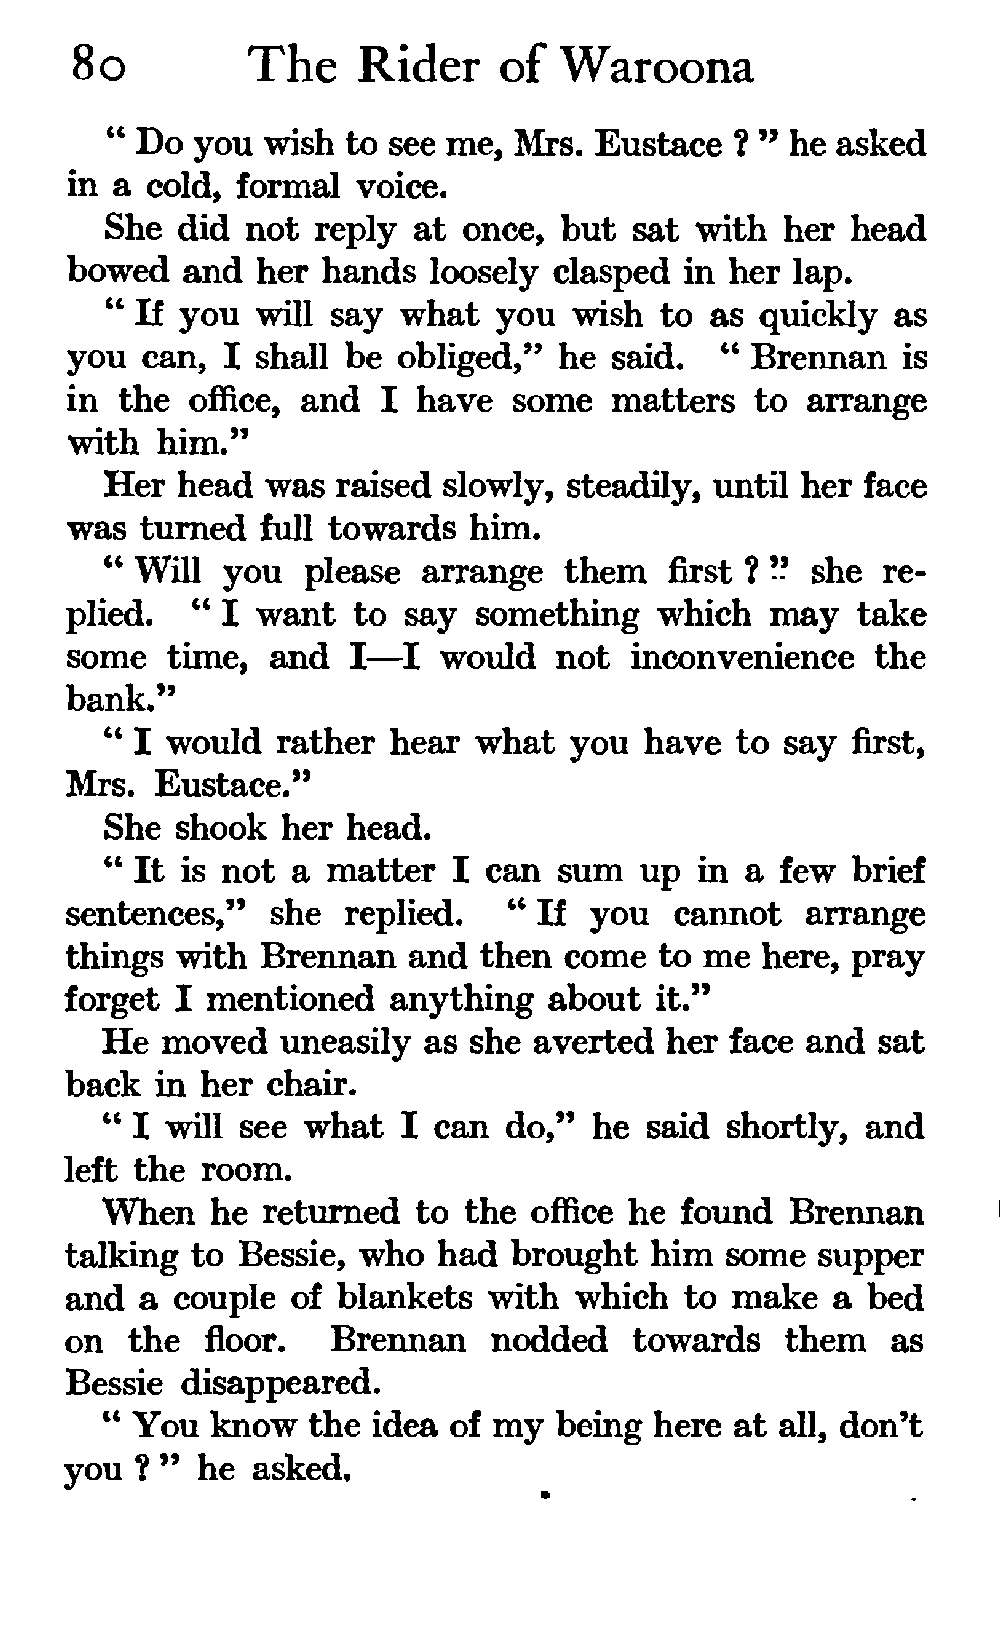 80 The Rider of Waroona
“ Do you wish to see me, Mrs. Eustace ? ” he asked
in a cold, formal voice.
She did not reply at once, but sat with her head
bowed and her hands loosely clasped in her lap.
“ If you will say what you wish to as quickly as
you can, I shall be obliged,” he said. “ Brennan is
in the office, and I have some matters to arrange
with him.”
Her head was raised slowly, steadily, until her face
was turned full towards him.
“ Will you please arrange them first ? ” she re-
plied. “ I want to say something which may take
some time, and I—I would not inconvenience the
bank.”
“ I would rather hear what you have to say first,
Mrs. Eustace.”
She shook her head.
“ It is not a matter I can sum up in a few brief
sentences,” she replied. “ If you cannot arrange
things with Brennan and then come to me here, pray
forget I mentioned anything about it.”
He moved uneasily as she averted her face and sat
back in her chair.
“ I will see what I can do,” he said shortly, and
left the room.
When he returned to the office he found Brennan
talking to Bessie, who had brought him some supper
and a couple of blankets with which to make a bed
on the floor. Brennan nodded towards them as
Bessie disappeared.
“ You know the idea of my being here at all, don’t
you ? ” he asked.